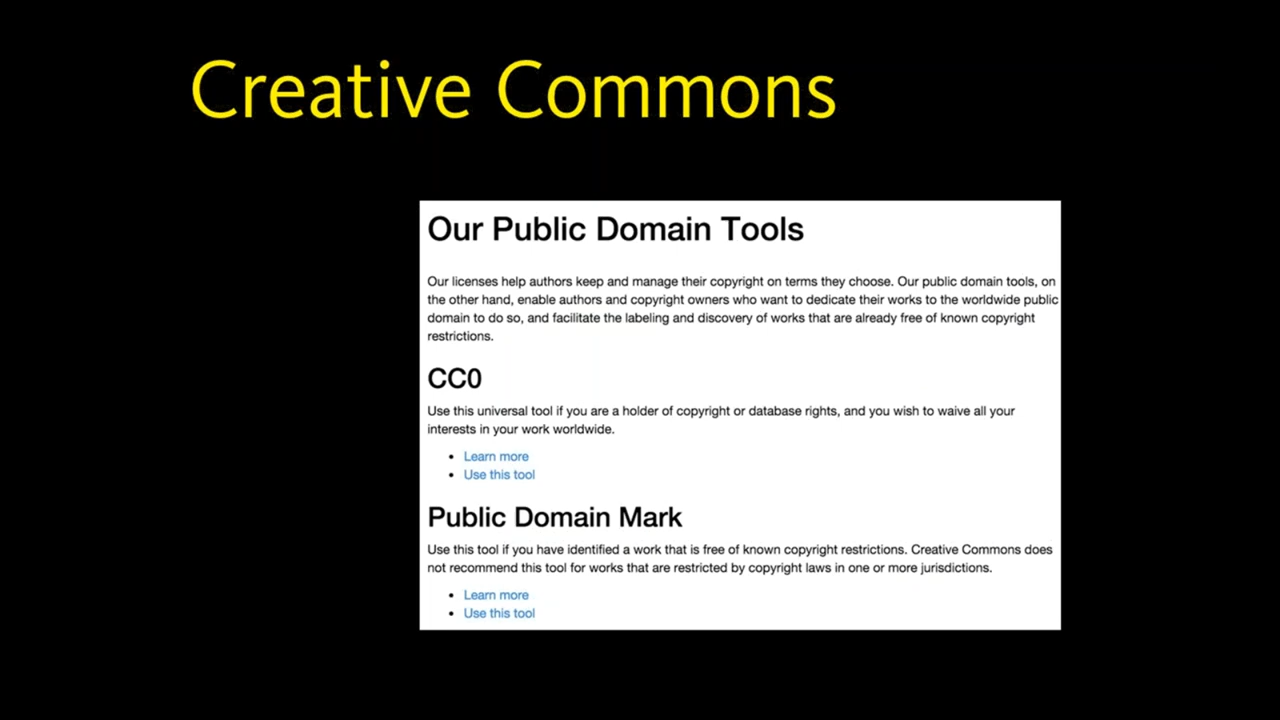 Creative Commons
Our Public Domain Tools
Our licenses help authors keep and manage their copyright on terms they choose. Our public domain tools, on
the other hand, enable authors and copyright owners who want to dedicate their works to the worldwide public
domain to do so, and facilitate the labeling and discovery of works that are already free of known copyright
restrictions.
CC0
Use this universal tool if you are a holder of copyright or database rights, and you wish to waive all your
interests in your work worldwide.
• Learn more
• Use this tool
Public Domain Mark
Use this tool if you have identified a work that is free of known copyright restrictions. Creative Commons does
not recommend this tool for works that are restricted by copyright laws in one or more jurisdictions.
• Learn more
• Use this tool